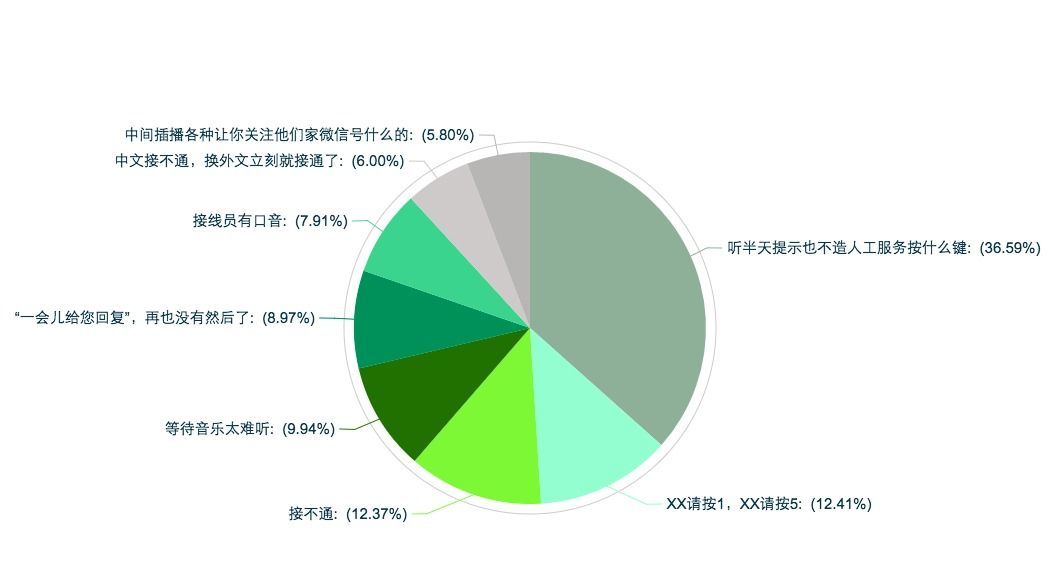 中间插播各种让你关注他们家微信号什么的:  (5.80%)
中文接不通，换外文立刻就接通了:  (6.00%)
接线员有口音:  (7.91%)
听半天提示也不造人工服务按什么键:  (36.59%)
“一会儿给您回复”，再也没有然后了:  (8.97%)
等待音乐太难听:  (9.94%)
XX请按1，XX请按5:  (12.41%)
接不通:  (12.37%)